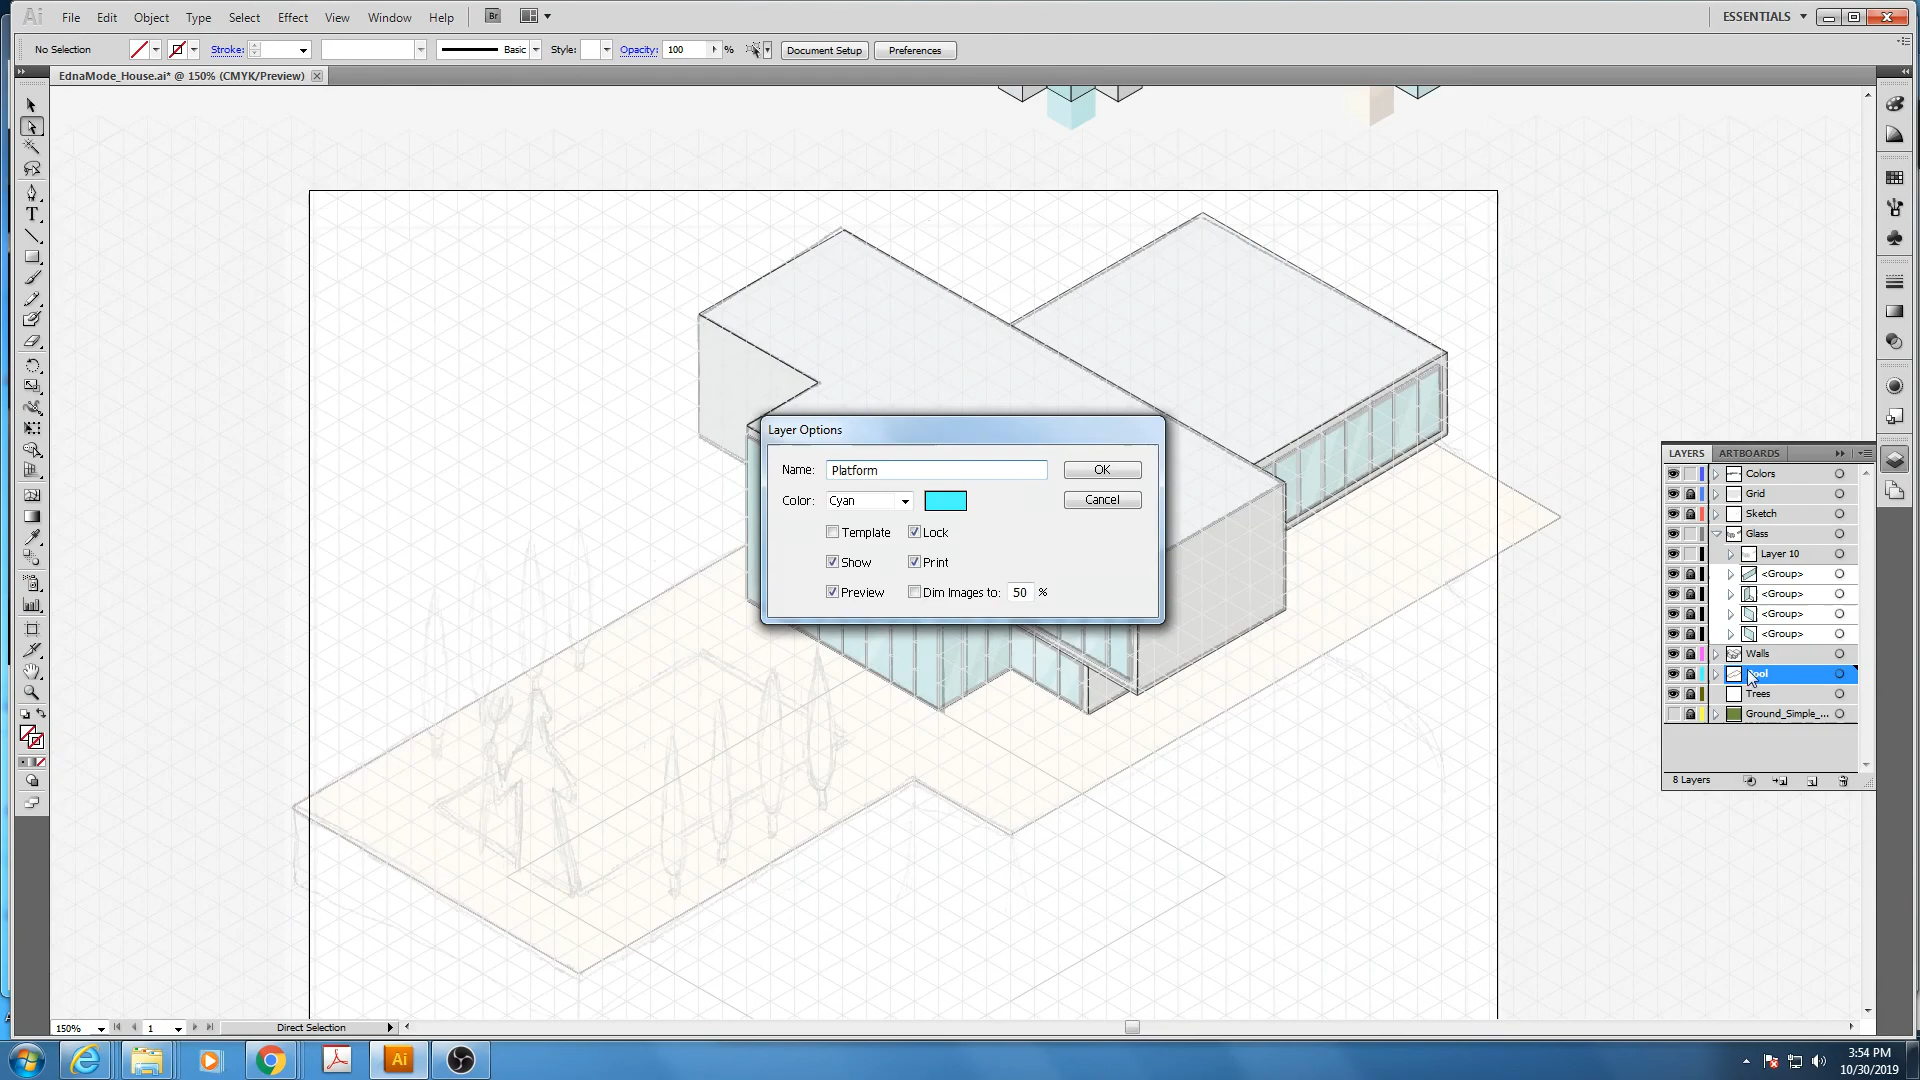 Ai File Edit Object Type Select Effect View Window Help Br ESSENTIALS
No Selection Stroke: Basic Style: Opacity: 100 % Document Setup Preferences
EdnaMode_House.ai* @ 150% (CMYK/Preview)
Layer Options
Name: Platform OK
Color: Cyan Cancel
Template Lock
Show Print
Preview Dim Images to: 50 %
LAYERS ARTBOARDS
Colors
Grid
Sketch
Glass
Layer 10
<Group>
<Group>
<Group>
<Group>
Walls
Trees
Ground_Simple_...
8 Layers
150% 1 Direct Selection
Ai
3:54 PM
10/30/2019